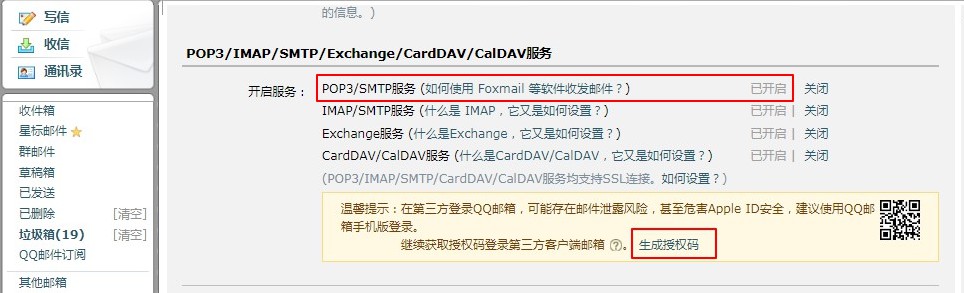 写信
收信
通讯录
收件箱
星标邮件
群邮件
草稿箱
已发送
已删除 [清空]
垃圾箱(19) [清空]
QQ邮件订阅
其他邮箱
的信息。)
POP3/IMAP/SMTP/Exchange/CardDAV/CalDAV服务
开启服务: POP3/SMTP服务 (如何使用 Foxmail 等软件收发邮件?) 已开启 | 关闭
IMAP/SMTP服务 (什么是 IMAP,它又是如何设置?) 已开启 | 关闭
Exchange服务 (什么是Exchange,它又是如何设置?) 已开启 | 关闭
CardDAV/CalDAV服务 (什么是CardDAV/CalDAV,它又是如何设置?) 已开启 | 关闭
(POP3/IMAP/SMTP/CardDAV/CalDAV服务均支持SSL连接。如何设置?)
温馨提示:在第三方登录QQ邮箱,可能存在邮件泄露风险,甚至危害Apple ID安全,建议使用QQ邮
箱手机版登录。
继续获取授权码登录第三方客户端邮箱 ?。 生成授权码